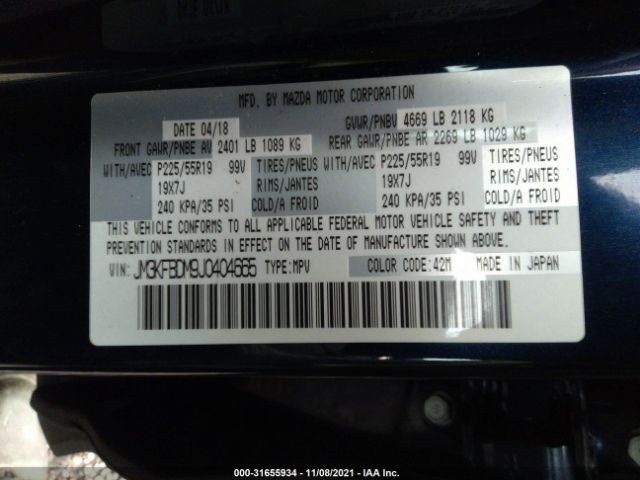 MFD. BY MAZDA MOTOR CORPORATION
DATE 04/18 GVWR/PNBV 4669 LB 2118 KG
FRONT GAWR/PNBE AV 2401 LB 1089 KG REAR GAWR/PNBE AR 2269 LB 1029 KG
WITH/AVEC P225/55R19 99V TIRES/PNEUS WITH/AVEC P225/55R19 99V TIRES/PNEUS
19X7J RIMS/JANTES 19X7J RIMS/JANTES
240 KPA/35 PSI COLD/A FROID 240 KPA/35 PSI COLD/A FROID
THIS VEHICLE CONFORMS TO ALL APPLICABLE FEDERAL MOTOR VEHICLE SAFETY AND THEFT
PREVENTION STANDARDS IN EFFECT ON THE DATE OF MANUFACTURE SHOWN ABOVE.
VIN: JM3KFBDM9J0404665 TYPE:MPV COLOR CODE:42M MADE IN JAPAN
000-31655934 - 11/08/2021 - IAA Inc.